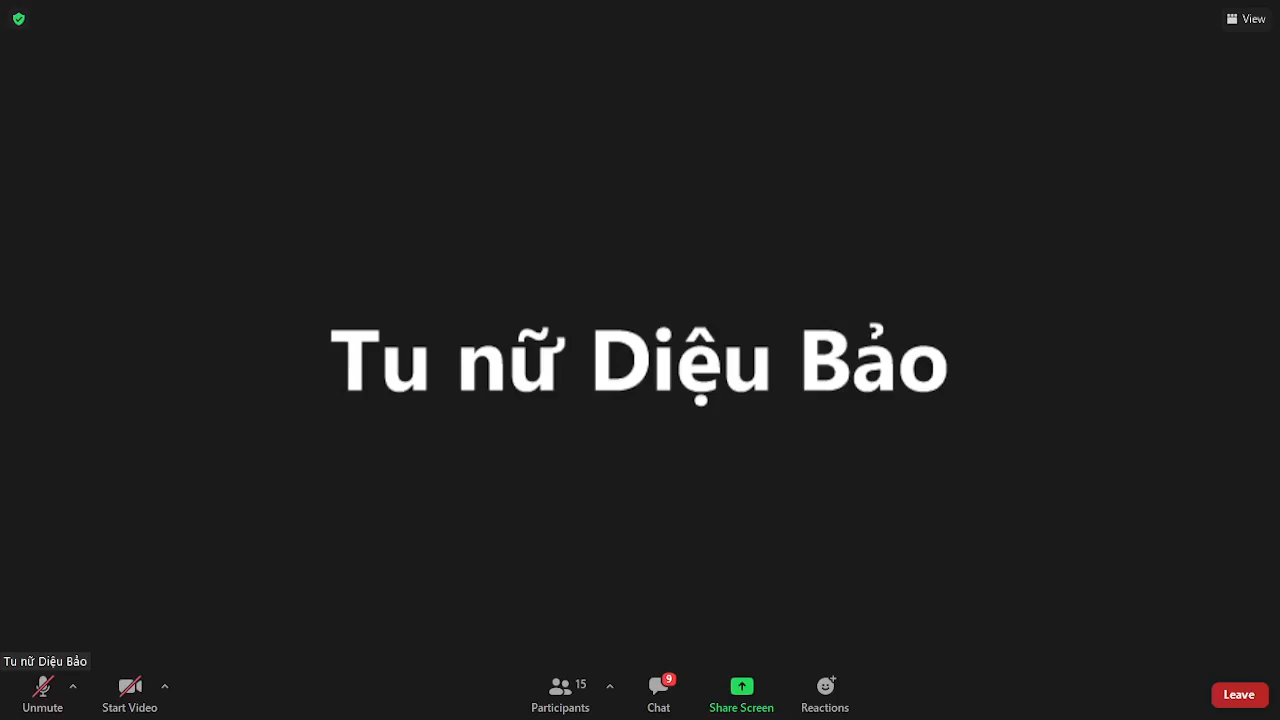 View
Tu nữ Diệu Bảo
Tu nữ Diệu Bảo
Unmute
Start Video
15
Participants
9
Chat
Share Screen
Reactions
Leave